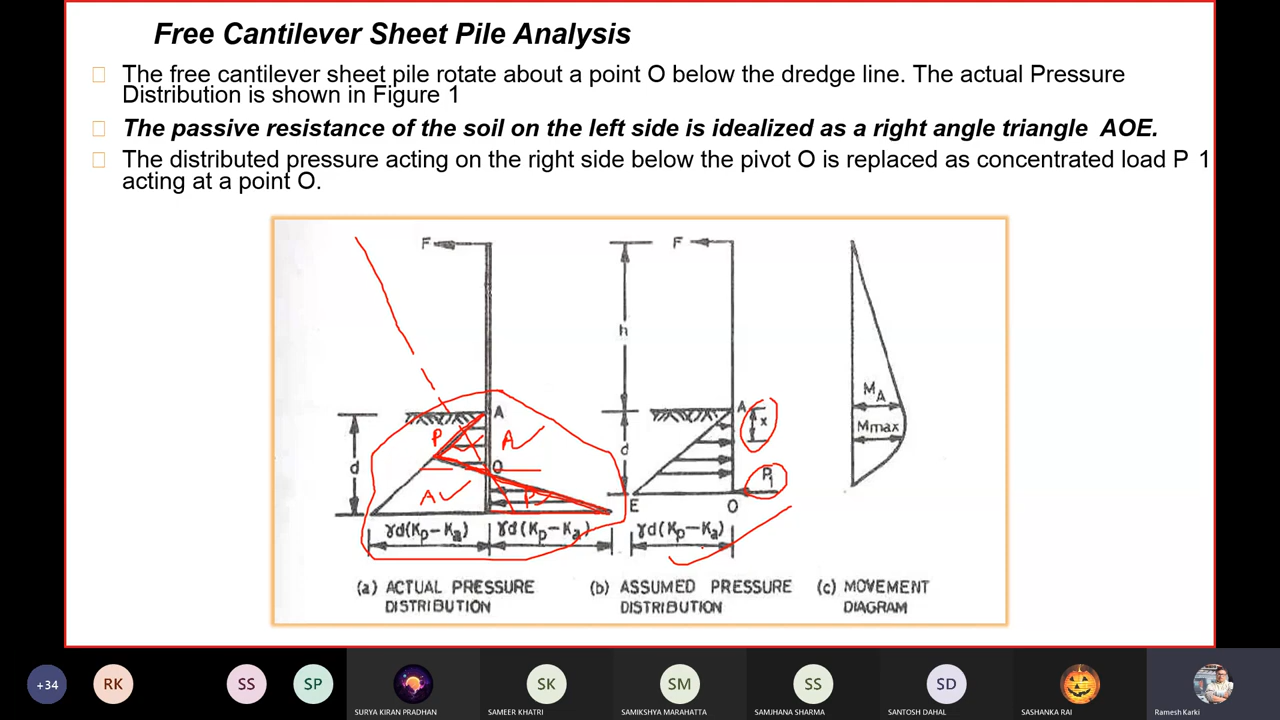 Free Cantilever Sheet Pile Analysis
The free cantilever sheet pile rotate about a point O below the dredge line. The actual Pressure
Distribution is shown in Figure 1
The passive resistance of the soil on the left side is idealized as a right angle triangle AOE.
The distributed pressure acting on the right side below the pivot O is replaced as concentrated load P 1
acting at a point O.
F
F
h
A
A
x
M_A
P
A
d
d
Mmax
O
P₁
A
P
E
O
γd(Kp-Ka)
γd(Kp-Ka)
γd(Kp-Ka)
(a) ACTUAL PRESSURE
DISTRIBUTION
(b) ASSUMED PRESSURE
DISTRIBUTION
(c) MOVEMENT
DIAGRAM
+34
RK
SS
SP
SK
SM
SS
SD
SURYA KIRAN PRADHAN
SAMEER KHATRI
SAMIKSHYA MARAHATTA
SAMJHANA SHARMA
SANTOSH DAHAL
SASHANKA RAI
Ramesh Karki